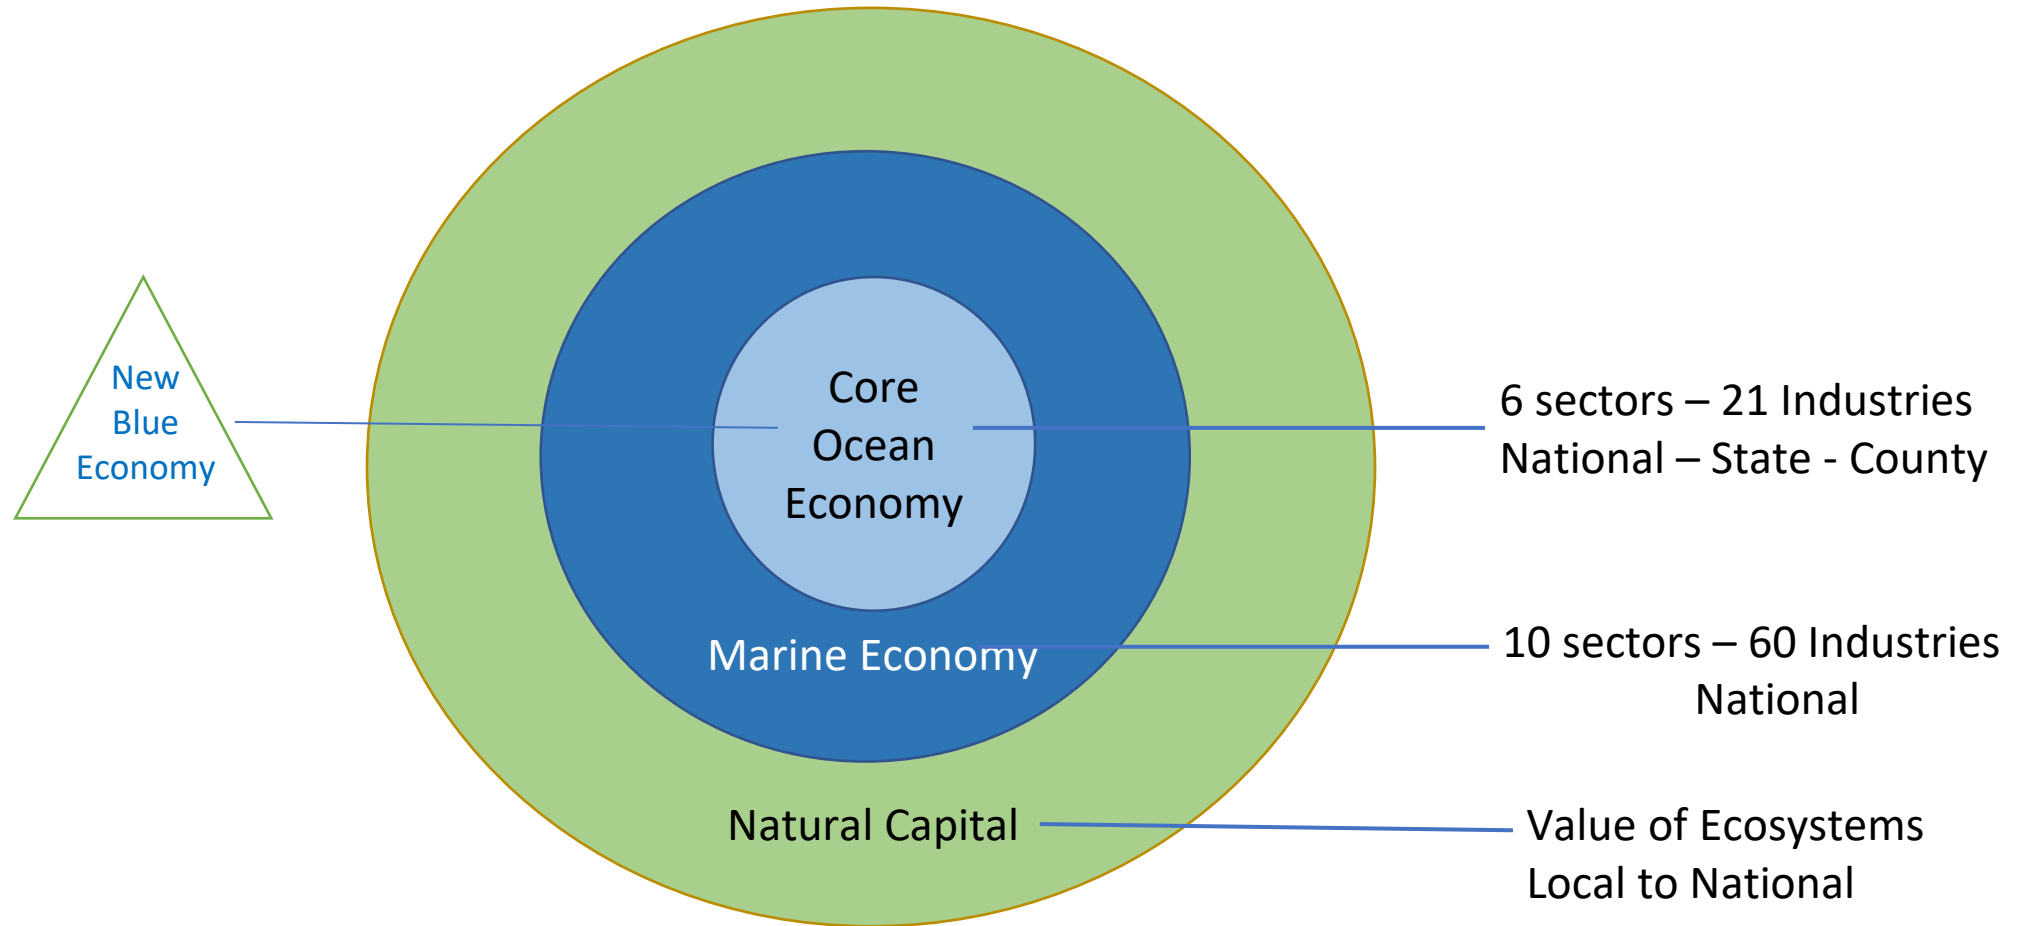 New
Blue
Economy
Core
Ocean
Economy
Marine Economy
Natural Capital
6 sectors – 21 Industries
National – State - County
10 sectors – 60 Industries
National
Value of Ecosystems
Local to National